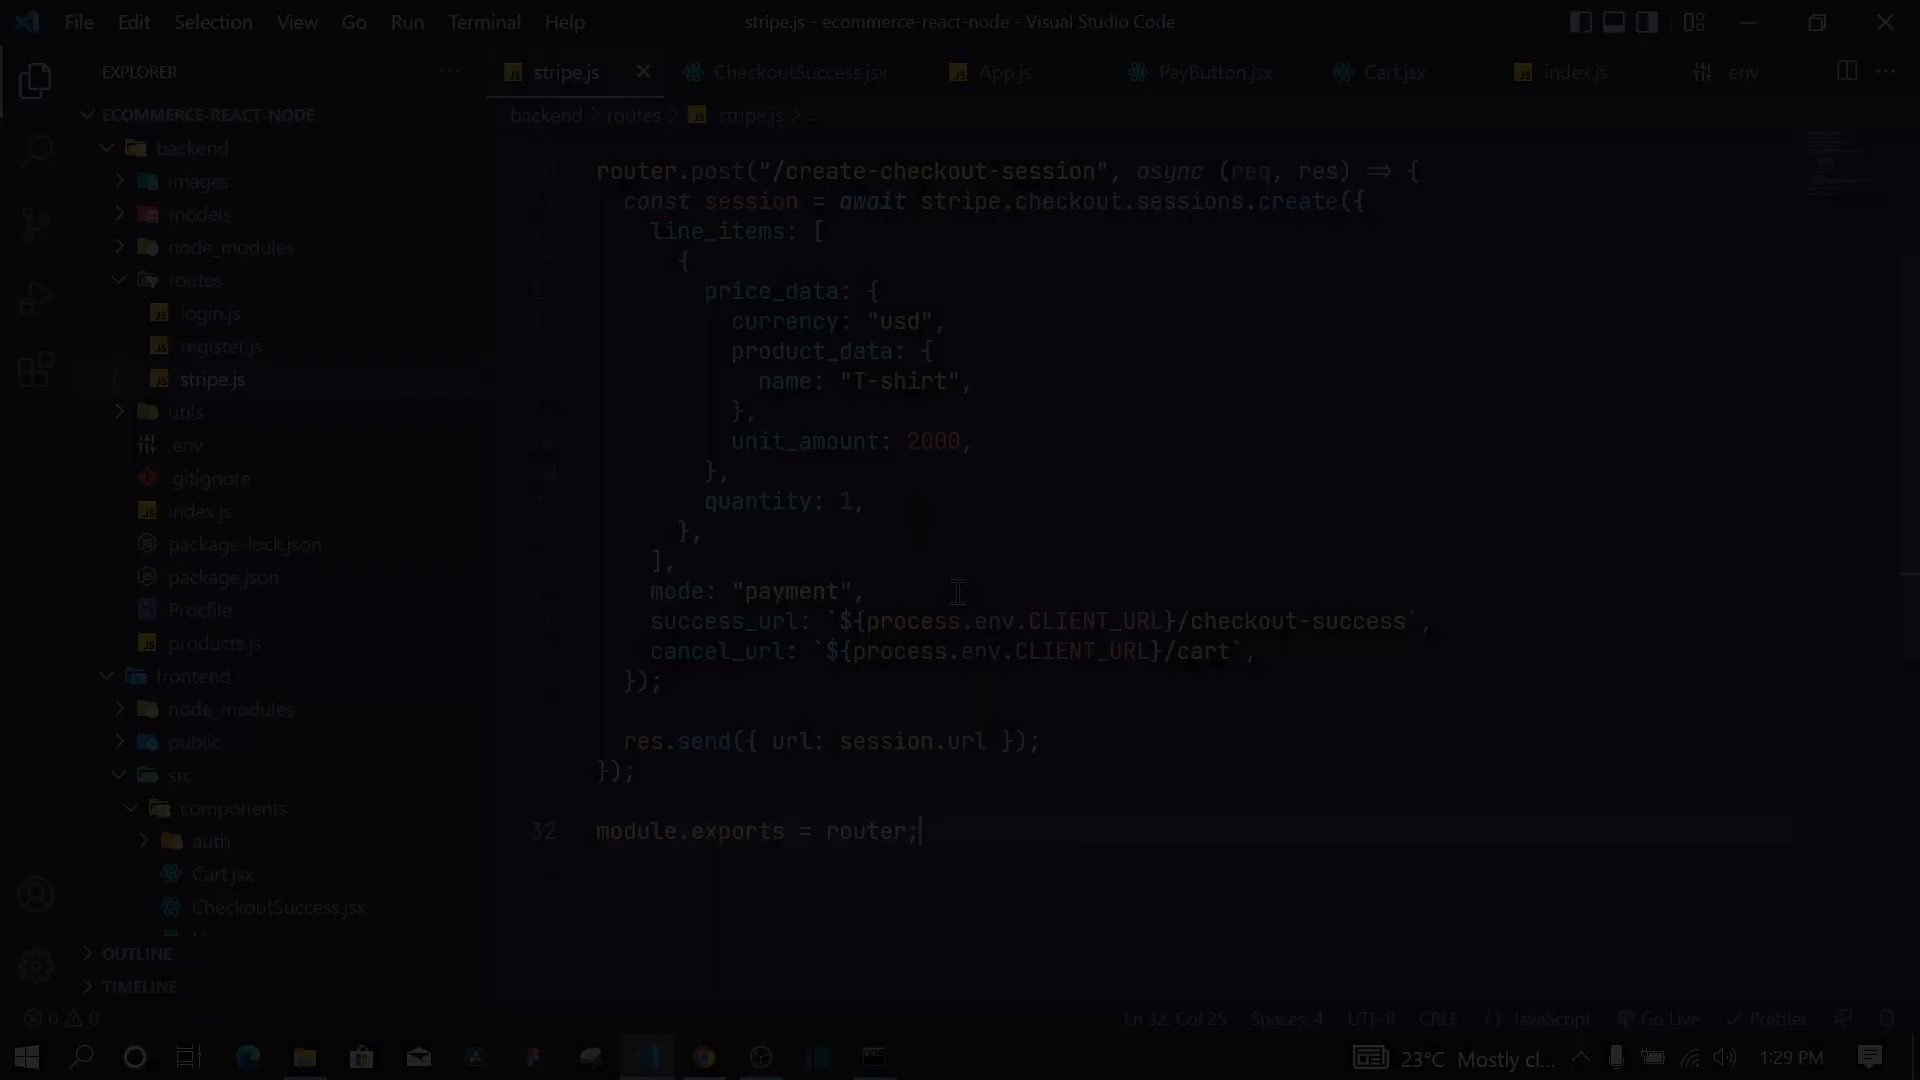 File Edit Selection View Go Run Terminal Help
stripe.js - ecommerce-react-node - Visual Studio Code
EXPLORER
stripe.js
CheckoutSuccess.jsx
App.js
PayButton.jsx
Cart.jsx
index.js
env
ECOMMERCE-REACT-NODE
backend
images
models
node_modules
routes
login.js
register.js
stripe.js
utils
.env
.gitignore
index.js
package-lock.json
package.json
Procfile
products.js
frontend
node_modules
public
src
components
auth
Cart.jsx
CheckoutSuccess.jsx
OUTLINE
TIMELINE
backend > routes > stripe.js > ...
router.post("/create-checkout-session", async (req, res) => {
const session = await stripe.checkout.sessions.create({
line_items: [
{
price_data: {
currency: "usd",
product_data: {
name: "T-shirt",
},
unit_amount: 2000,
},
quantity: 1,
},
],
mode: "payment",
success_url: `${process.env.CLIENT_URL}/checkout-success`,
cancel_url: `${process.env.CLIENT_URL}/cart`,
});
res.send({ url: session.url });
});
32 module.exports = router;
0 0
Ln 32, Col 25 Spaces: 4 UTF-8 CRLF {} JavaScript Go Live Prettier
23°C Mostly cl... 1:29 PM